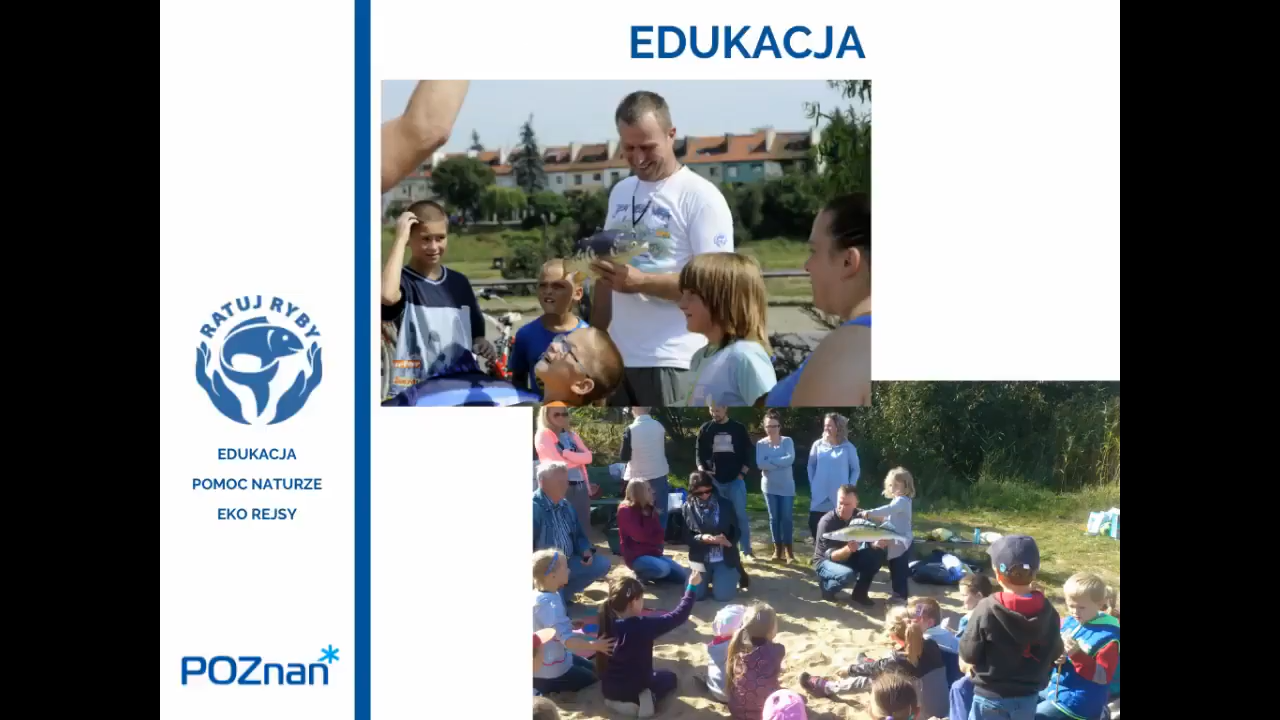 EDUKACJA
RATUJ RYBY
EDUKACJA
POMOC NATURZE
EKO REJSY
POZnan*